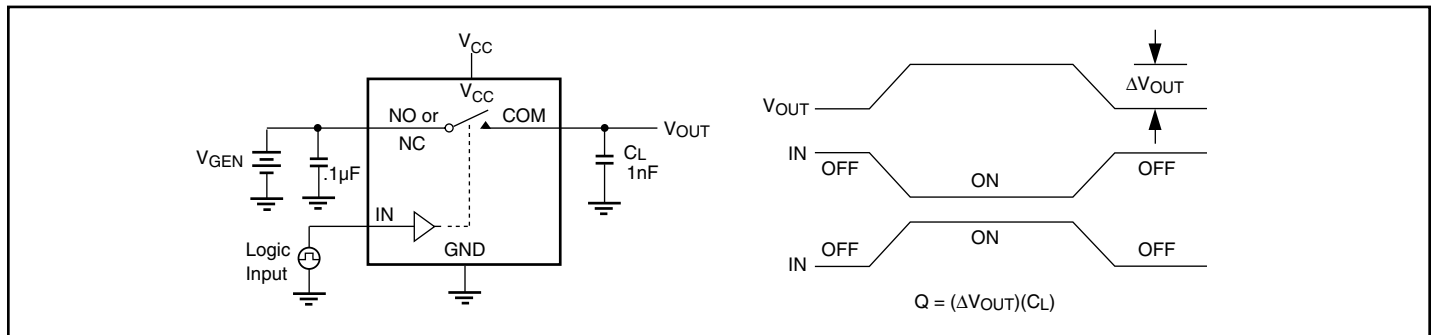 VCC
VCC
NO or
NC
COM
VOUT
VGEN
.1µF
CL
1nF
IN
Logic
Input
GND
VOUT
ΔVOUT
IN
OFF
ON
OFF
IN
OFF
ON
OFF
Q = (ΔVOUT)(CL)